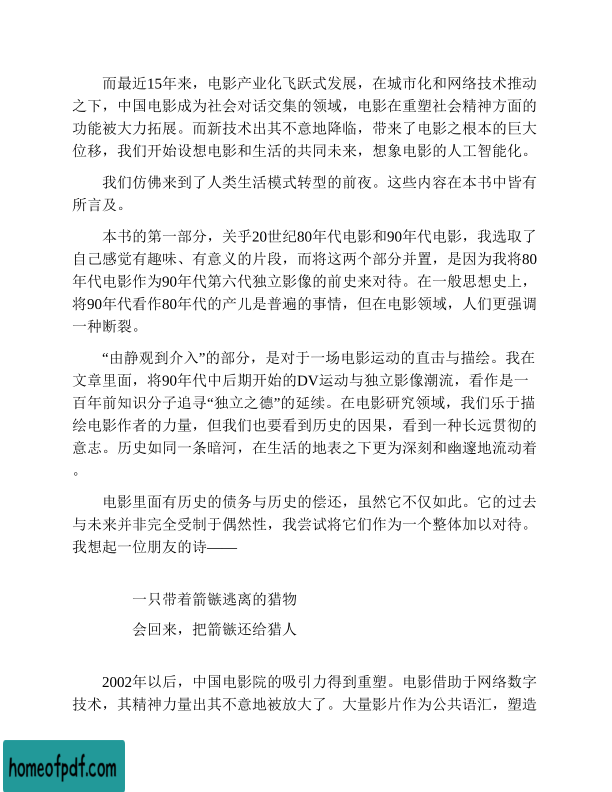 而最近15年来，电影产业化飞跃式发展，在城市化和网络技术推动
之下，中国电影成为社会对话交集的领域，电影在重塑社会精神方面的
功能被大力拓展。而新技术出其不意地降临，带来了电影之根本的巨大
位移，我们开始设想电影和生活的共同未来，想象电影的人工智能化。
我们仿佛来到了人类生活模式转型的前夜。这些内容在本书中皆有
所言及。
本书的第一部分，关乎20世纪80年代电影和90年代电影，我选取了
自己感觉有趣味、有意义的片段，而将这两个部分并置，是因为我将80
年代电影作为90年代第六代独立影像的前史来对待。在一般思想史上，
将90年代看作80年代的产儿是普遍的事情，但在电影领域，人们更强调
一种断裂。
“由静观到介入”的部分，是对于一场电影运动的直击与描绘。我在
文章里面，将90年代中后期开始的DV运动与独立影像潮流，看作是一
百年前知识分子追寻“独立之德”的延续。在电影研究领域，我们乐于描
绘电影作者的力量，但我们也要看到历史的因果，看到一种长远贯彻的
意志。历史如同一条暗河，在生活的地表之下更为深刻和幽邃地流动着
。
电影里面有历史的债务与历史的偿还，虽然它不仅如此。它的过去
与未来并非完全受制于偶然性，我尝试将它们作为一个整体加以对待。
我想起一位朋友的诗——
一只带着箭镞逃离的猎物
会回来，把箭镞还给猎人
2002年以后，中国电影院的吸引力得到重塑。电影借助于网络数字
技术，其精神力量出其不意地被放大了。大量影片作为公共语汇，塑造
homeofpdf.com